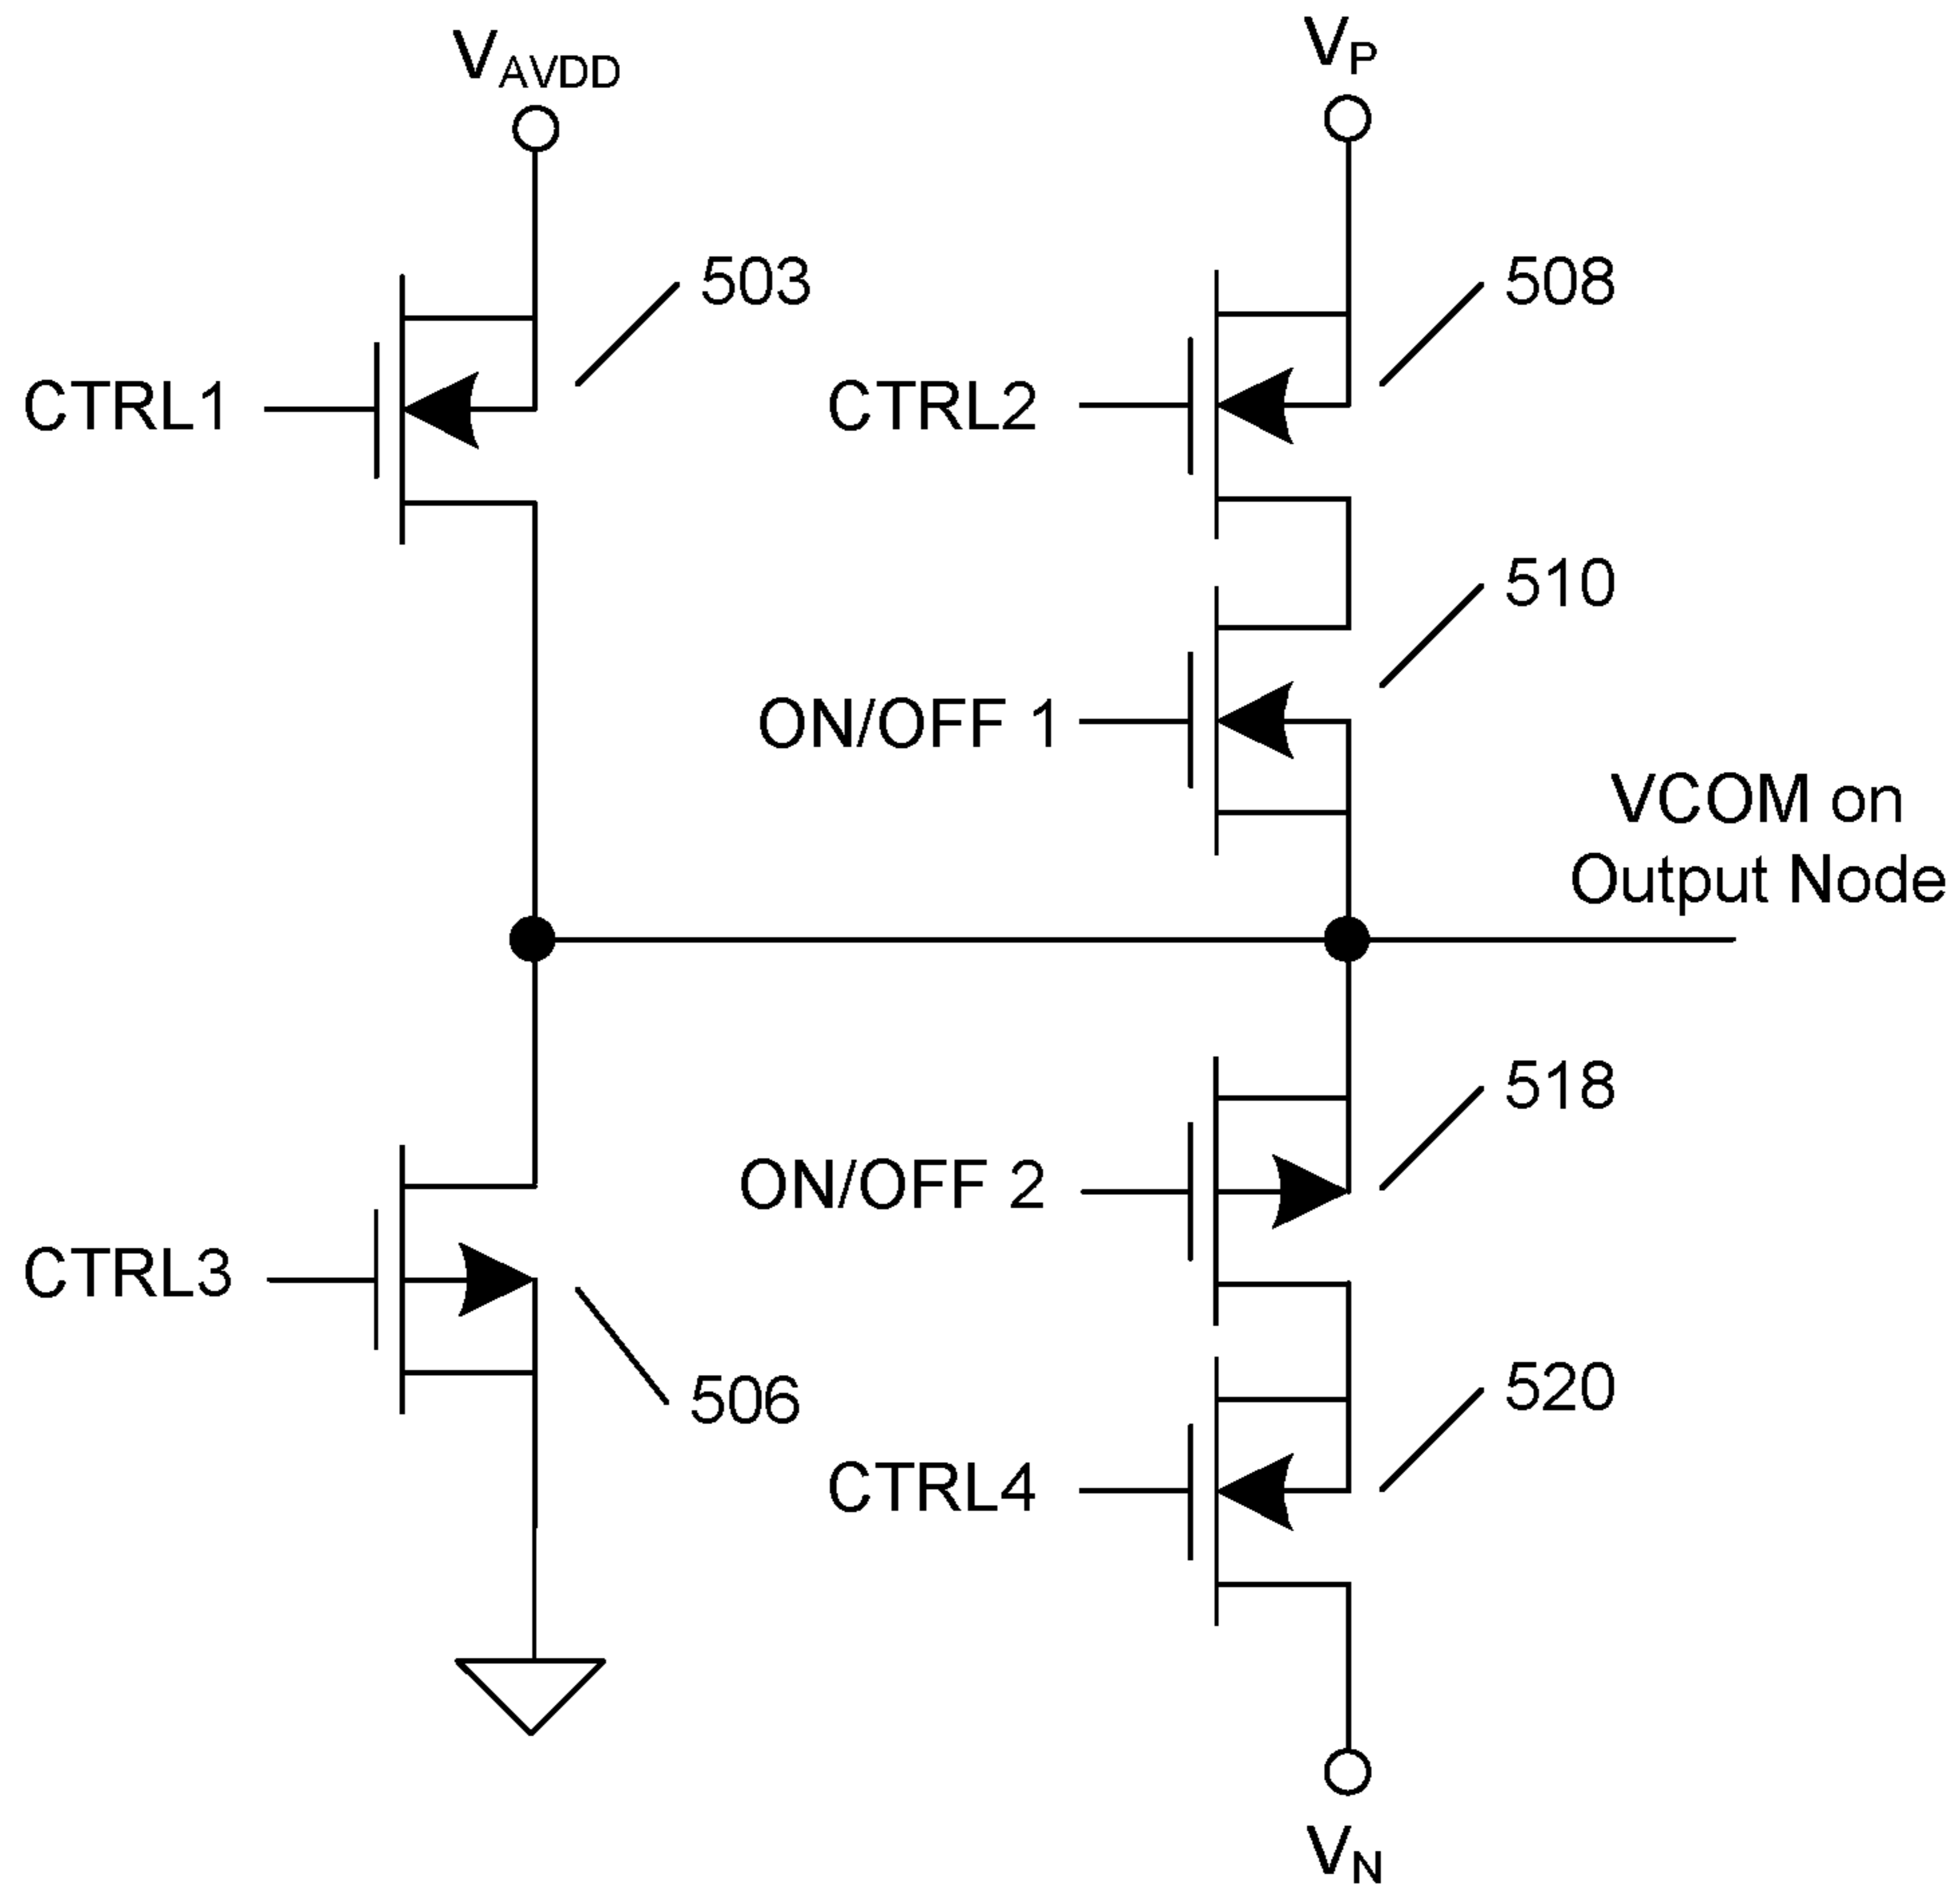 VAVDD
VP
503
508
CTRL1
CTRL2
510
ON/OFF 1
VCOM on
Output Node
518
ON/OFF 2
CTRL3
506
520
CTRL4
VN